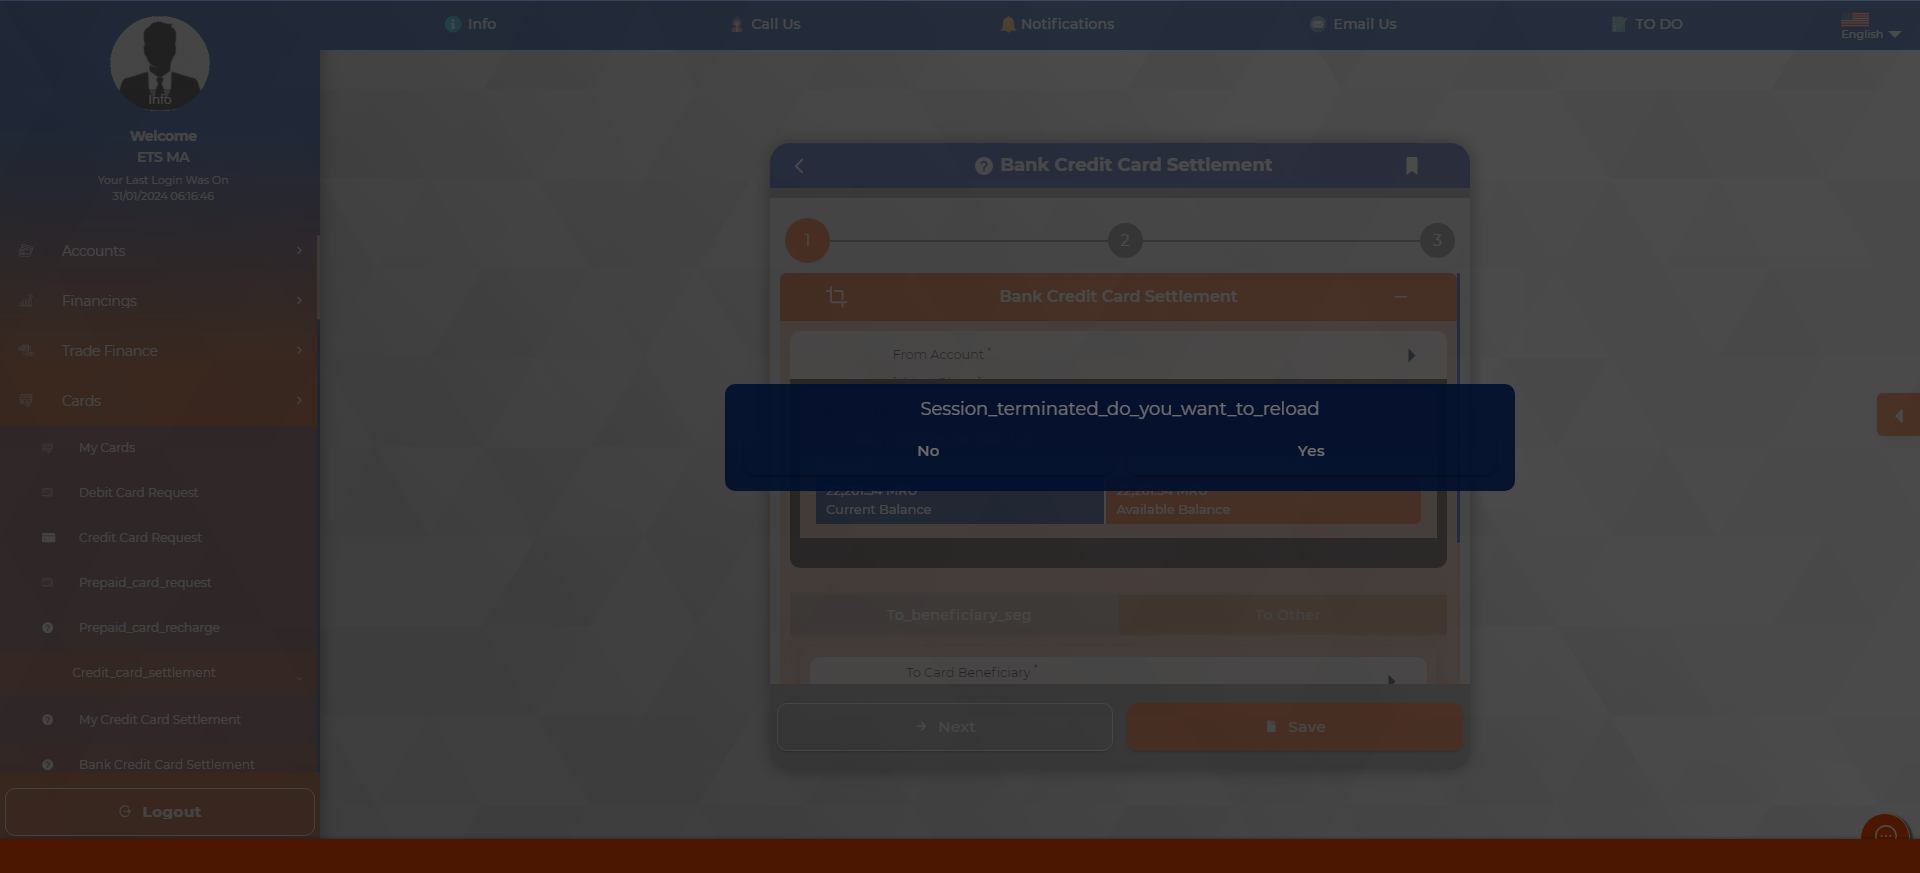 Info
Call Us
Notifications
Email Us
TO DO
English
Info
Welcome
ETS MA
Your Last Login Was On
31/01/2024 06:16:46
Accounts
Financings
Trade Finance
Cards
My Cards
Debit Card Request
Credit Card Request
Prepaid_card_request
Prepaid_card_recharge
Credit_card_settlement
My Credit Card Settlement
Bank Credit Card Settlement
Logout
Bank Credit Card Settlement
1
2
3
Bank Credit Card Settlement
From Account *
Session_terminated_do_you_want_to_reload
No
Yes
Current Balance
Available Balance
To_beneficiary_seg
To Other
To Card Beneficiary *
Next
Save